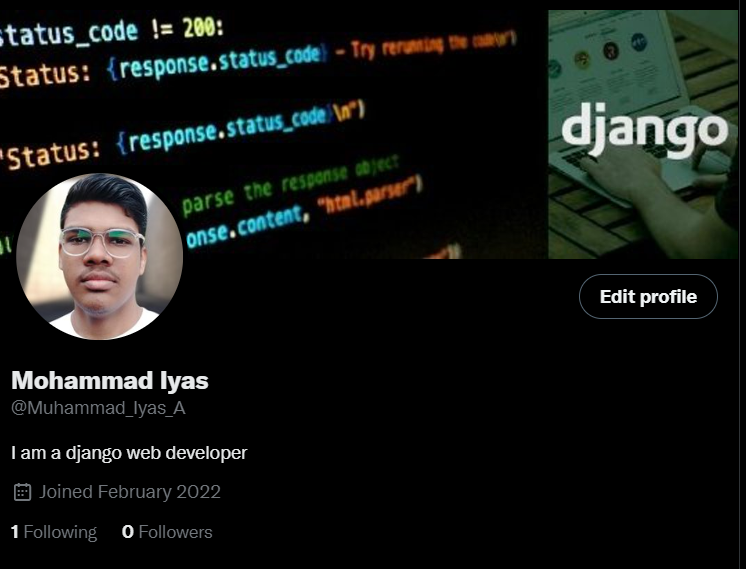 tatus_code != 200:
Status: {response.status_code} - Try rerunning the code\n")
"Status: {response.status_code}\n")
parse the response object
onse.content, "html.parser")
django
Edit profile
Mohammad Iyas
@Muhammad_Iyas_A
I am a django web developer
Joined February 2022
1 Following 0 Followers